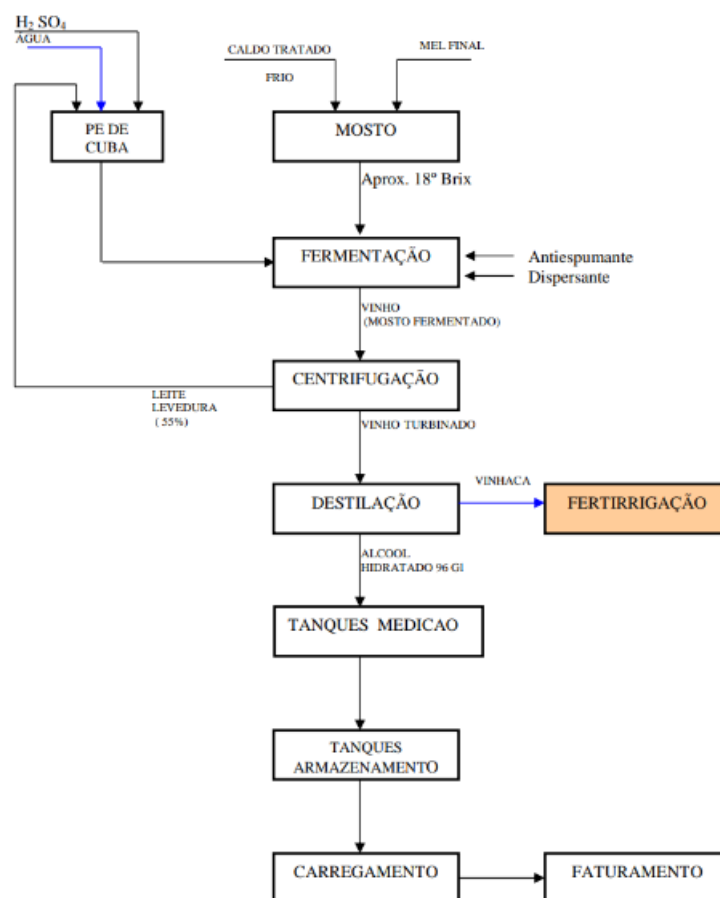 H₂ SO₄
AGUA
CALDO TRATADO
FRIO
MEL FINAL
PE DE
CUBA
MOSTO
Aprox. 18º Brix
FERMENTAÇÃO
Antiespumante
Dispersante
VINHO
(MOSTO FERMENTADO)
CENTRIFUGAÇÃO
LEITE
LEVEDURA
( 55%)
VINHO TURBINADO
DESTILAÇÃO
VINHACA
FERTIRRIGAÇÃO
ALCOOL
HIDRATADO 96 Gl
TANQUES MEDICAO
TANQUES
ARMAZENAMENTO
CARREGAMENTO
FATURAMENTO